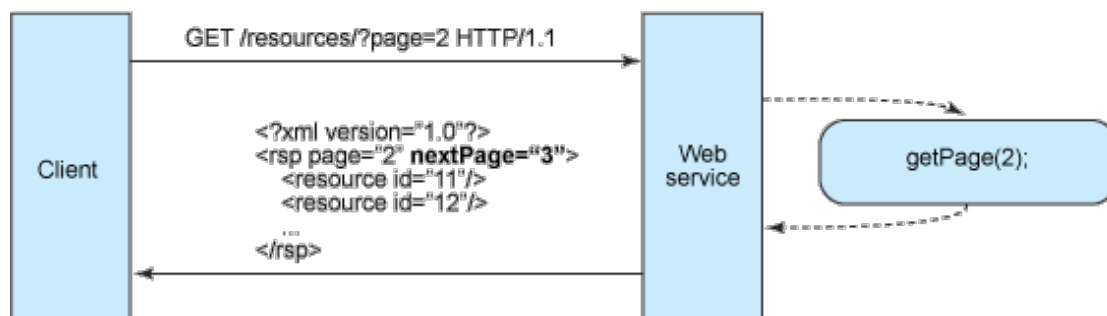 GET /resources/?page=2 HTTP/1.1
Client
<?xml version="1.0"?>
<rsp page="2" nextPage="3">
<resource id="11"/>
<resource id="12"/>
...
</rsp>
Web
service
getPage(2);